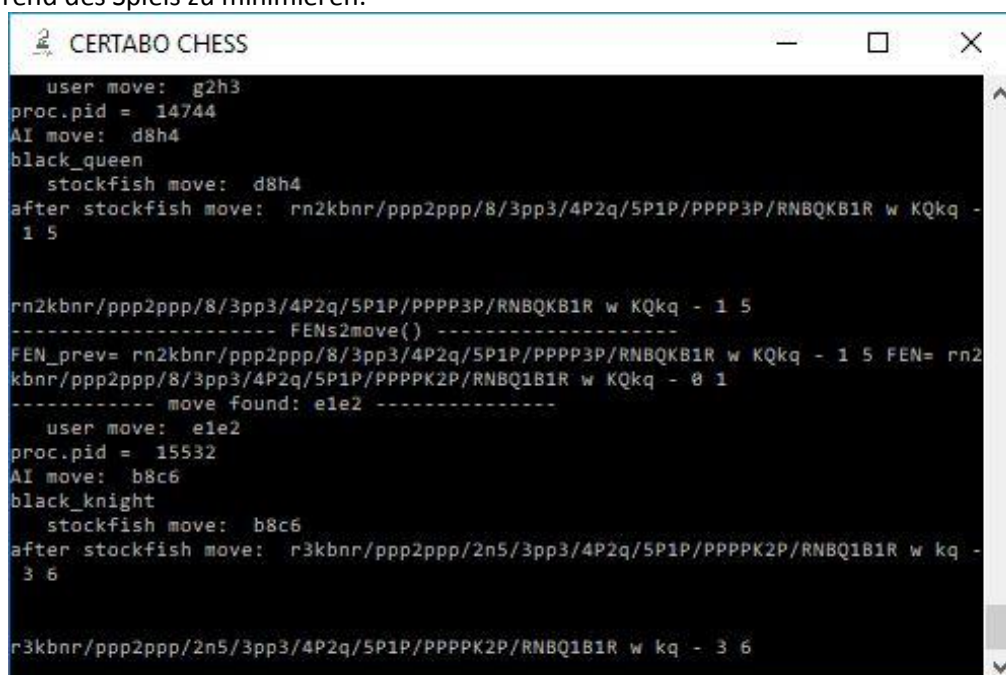 rend des Spiels zu minimieren.
CERTABO CHESS
user move: g2h3
proc.pid = 14744
AI move: d8h4
black_queen
stockfish move: d8h4
after stockfish move: rn2kbnr/ppp2ppp/8/3pp3/4P2q/5P1P/PPPP3P/RNBQKB1R w KQkq -
1 5
rn2kbnr/ppp2ppp/8/3pp3/4P2q/5P1P/PPPP3P/RNBQKB1R w KQkq - 1 5
---------------------- FENs2move() --------------------
FEN_prev= rn2kbnr/ppp2ppp/8/3pp3/4P2q/5P1P/PPPP3P/RNBQKB1R w KQkq - 1 5 FEN= rn2
kbnr/ppp2ppp/8/3pp3/4P2q/5P1P/PPPPK2P/RNBQ1B1R w KQkq - 0 1
------------ move found: e1e2 ---------------
user move: e1e2
proc.pid = 15532
AI move: b8c6
black_knight
stockfish move: b8c6
after stockfish move: r3kbnr/ppp2ppp/2n5/3pp3/4P2q/5P1P/PPPPK2P/RNBQ1B1R w kq -
3 6
r3kbnr/ppp2ppp/2n5/3pp3/4P2q/5P1P/PPPPK2P/RNBQ1B1R w kq - 3 6